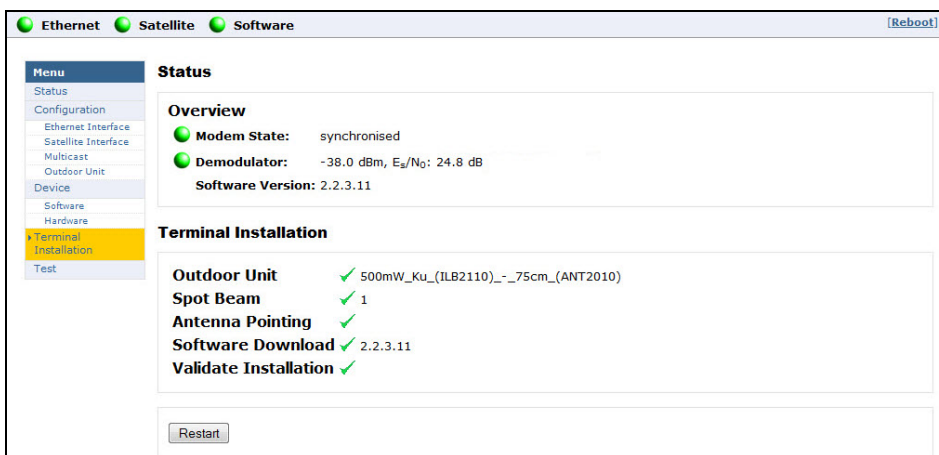 Ethernet Satellite Software [Reboot]
Menu
Status
Configuration
Ethernet Interface
Satellite Interface
Multicast
Outdoor Unit
Device
Software
Hardware
Terminal
Installation
Test
Status
Overview
Modem State: synchronised
Demodulator: -38.0 dBm, Es/N0: 24.8 dB
Software Version: 2.2.3.11
Terminal Installation
Outdoor Unit 500mW_Ku_(ILB2110)_-_75cm_(ANT2010)
Spot Beam 1
Antenna Pointing
Software Download 2.2.3.11
Validate Installation
Restart